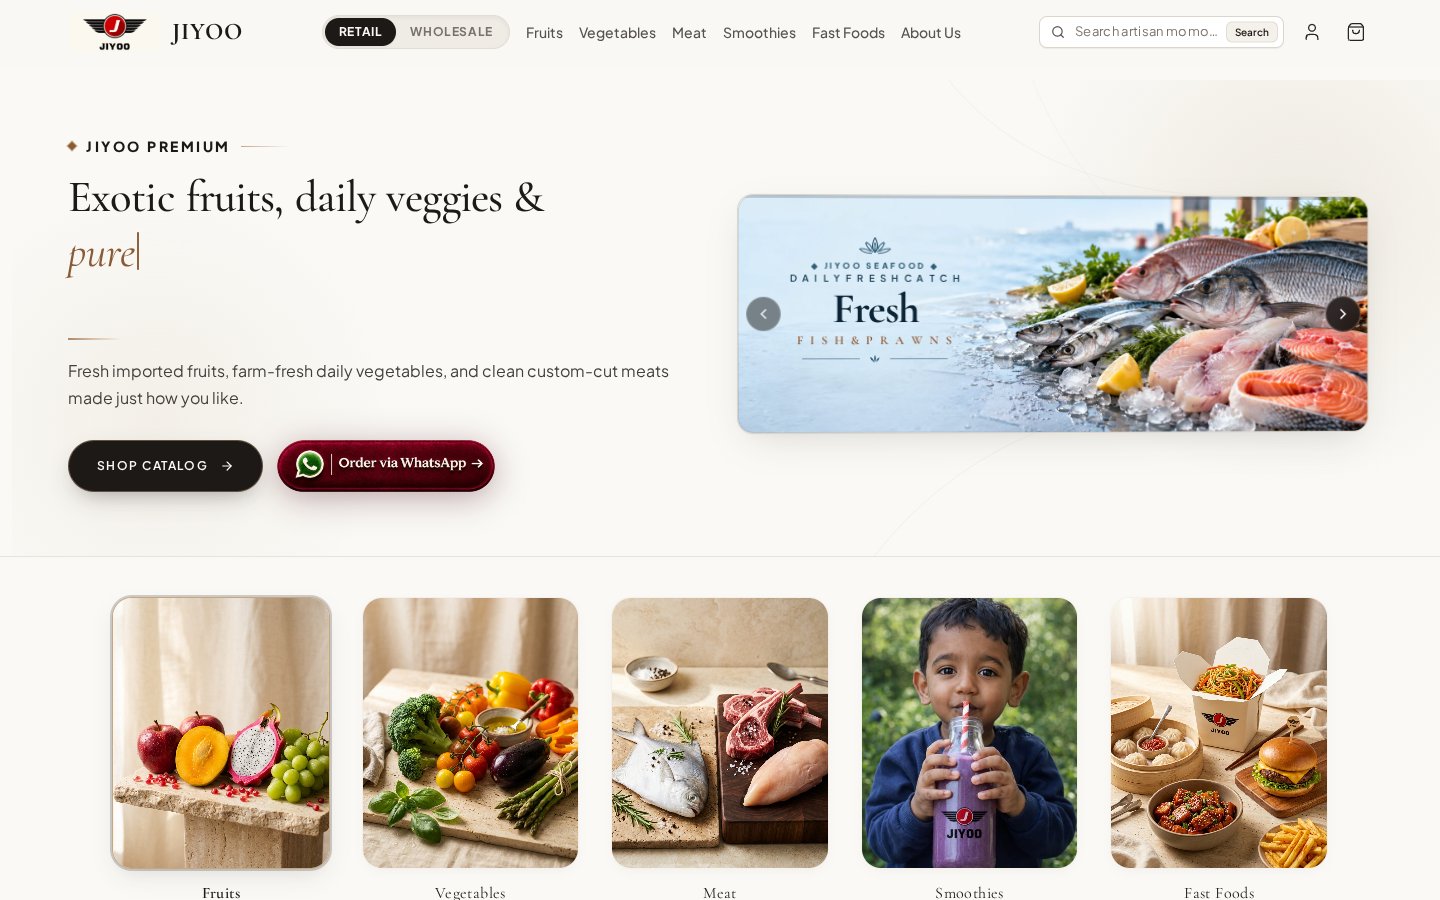 JIYOO
JIYOO
RETAIL
WHOLESALE
Fruits
Vegetables
Meat
Smoothies
Fast Foods
About Us
Search artisan momo...
Search
JIYOO PREMIUM
Exotic fruits, daily veggies &
pure
Fresh imported fruits, farm-fresh daily vegetables, and clean custom-cut meats
made just how you like.
SHOP CATALOG
Order via WhatsApp
JIYOO SEAFOOD
DAILY FRESH CATCH
Fresh
FISH & PRAWNS
JIYOO
JIYOO
Fruits
Vegetables
Meat
Smoothies
Fast Foods